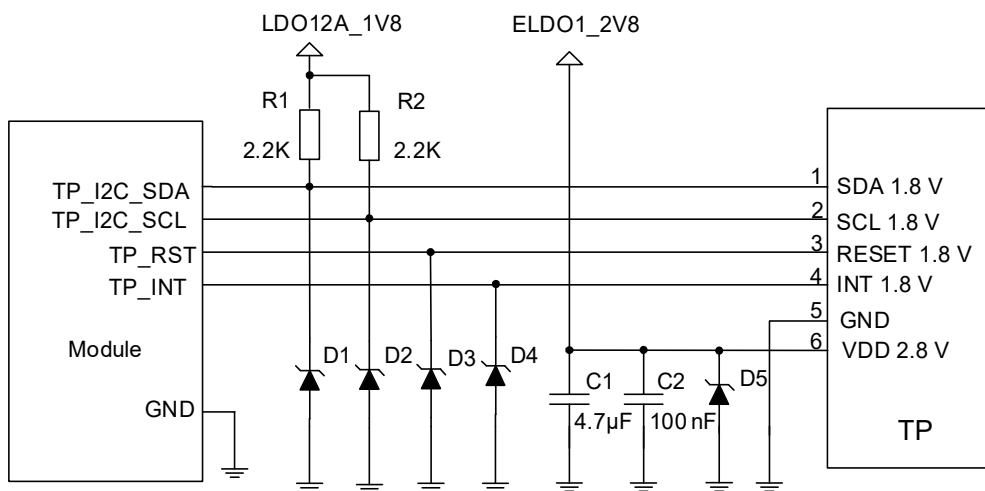 LDO12A_1V8
ELDO1_2V8
R1
R2
2.2K
2.2K
TP_I2C_SDA
1
SDA 1.8 V
TP_I2C_SCL
2
SCL 1.8 V
TP_RST
3
RESET 1.8 V
TP_INT
4
INT 1.8 V
5
GND
Module
D1
D2
D3
D4
6
VDD 2.8 V
C1
C2
D5
GND
4.7µF
100 nF
TP